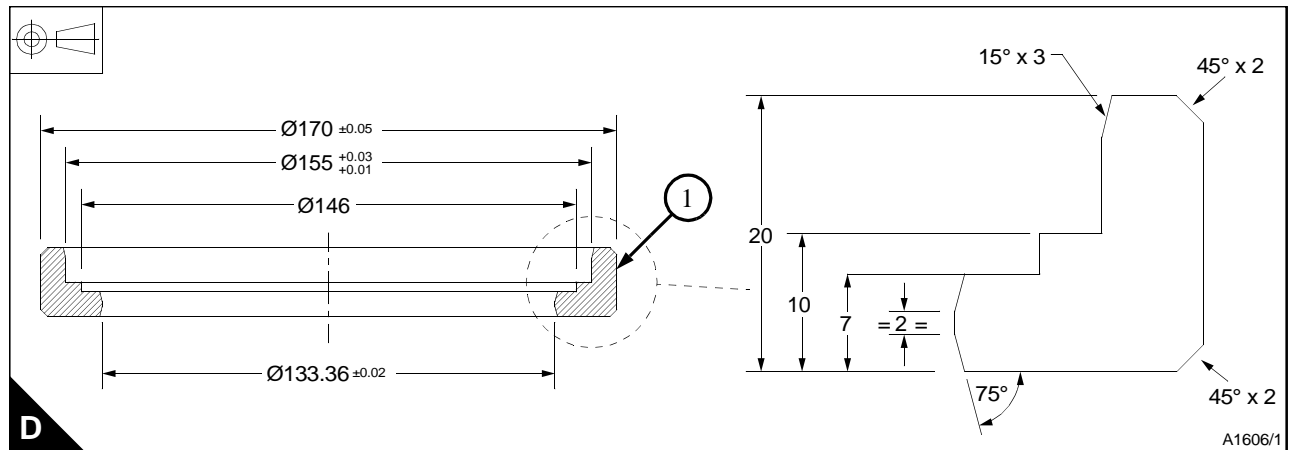 15° x 3
45° x 2
Ø170 ±0.05
Ø155 +0.03 +0.01
Ø146
1
20
10
7
= 2 =
Ø133.36 ±0.02
75°
45° x 2
D
A1606/1